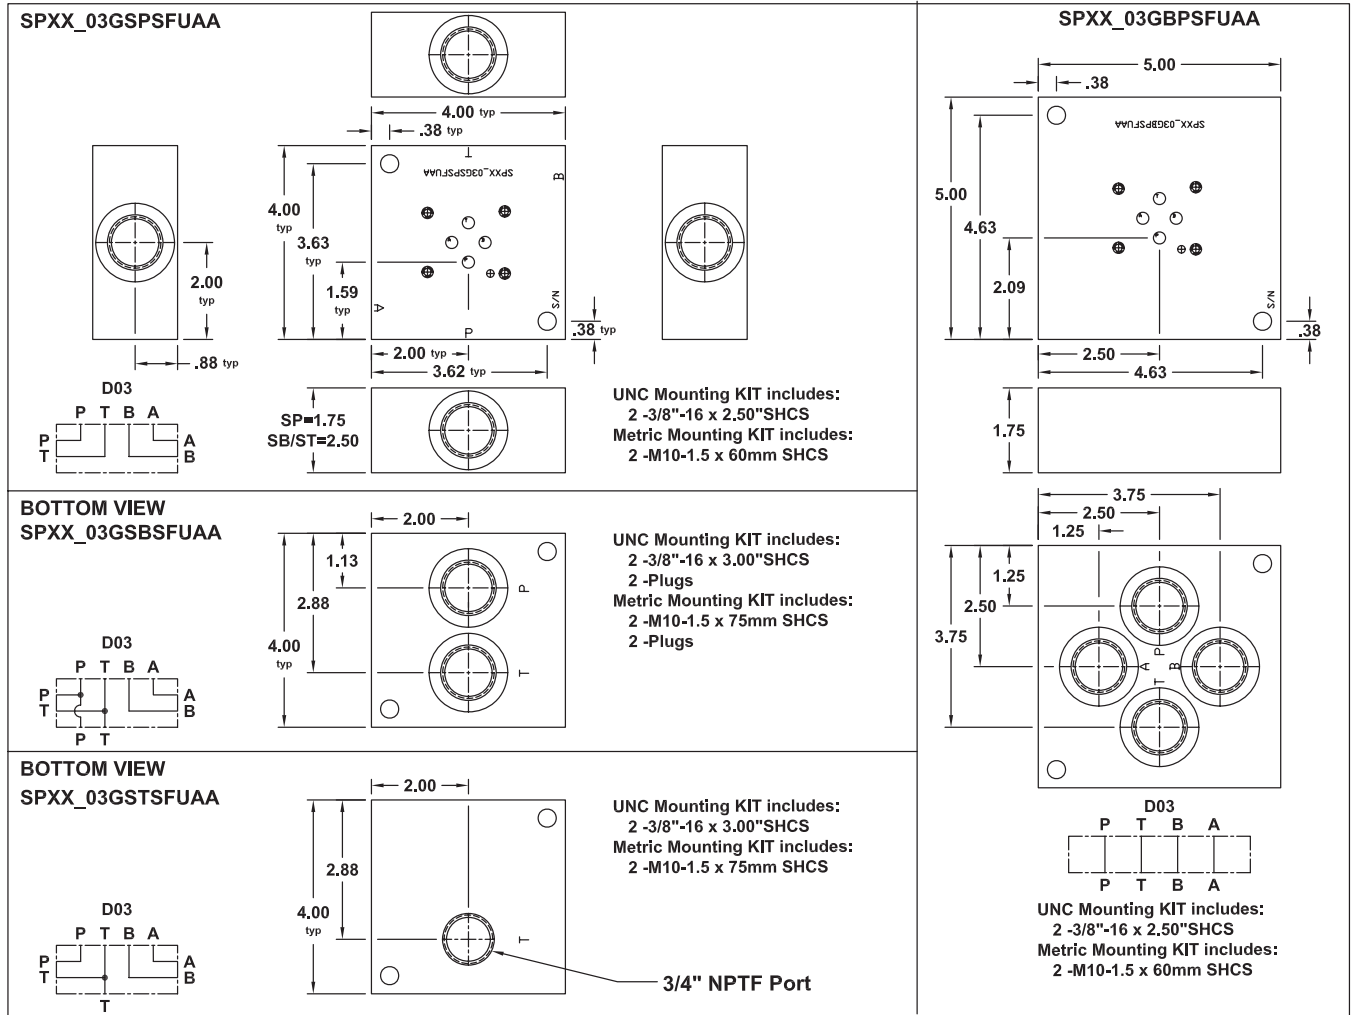 SPXX_03GSPSFUAA
4.00 typ
.38 typ
T
SPXX_03GSPSFUAA
B
4.00
typ
3.63
typ
1.59
typ
A
P
S/N
.38 typ
2.00 typ
3.62 typ
2.00
typ
.88 typ
D03
P T B A
P
T
A
B
SP=1.75
SB/ST=2.50
UNC Mounting KIT includes:
2 -3/8"-16 x 2.50"SHCS
Metric Mounting KIT includes:
2 -M10-1.5 x 60mm SHCS
BOTTOM VIEW
SPXX_03GSBSFUAA
2.00
1.13
2.88
4.00
typ
P
T
D03
P T B A
P
T
A
B
P T
UNC Mounting KIT includes:
2 -3/8"-16 x 3.00"SHCS
2 -Plugs
Metric Mounting KIT includes:
2 -M10-1.5 x 75mm SHCS
2 -Plugs
BOTTOM VIEW
SPXX_03GSTSFUAA
2.00
2.88
4.00
typ
T
D03
P T B A
P
T
A
B
T
UNC Mounting KIT includes:
2 -3/8"-16 x 3.00"SHCS
Metric Mounting KIT includes:
2 -M10-1.5 x 75mm SHCS
3/4" NPTF Port
SPXX_03GBPSFUAA
5.00
.38
SPXX_03GBPSFUAA
5.00
4.63
2.09
S/N
.38
2.50
4.63
1.75
3.75
2.50
1.25
1.25
2.50
3.75
P
A
B
T
D03
P T B A
P T B A
UNC Mounting KIT includes:
2 -3/8"-16 x 2.50"SHCS
Metric Mounting KIT includes:
2 -M10-1.5 x 60mm SHCS